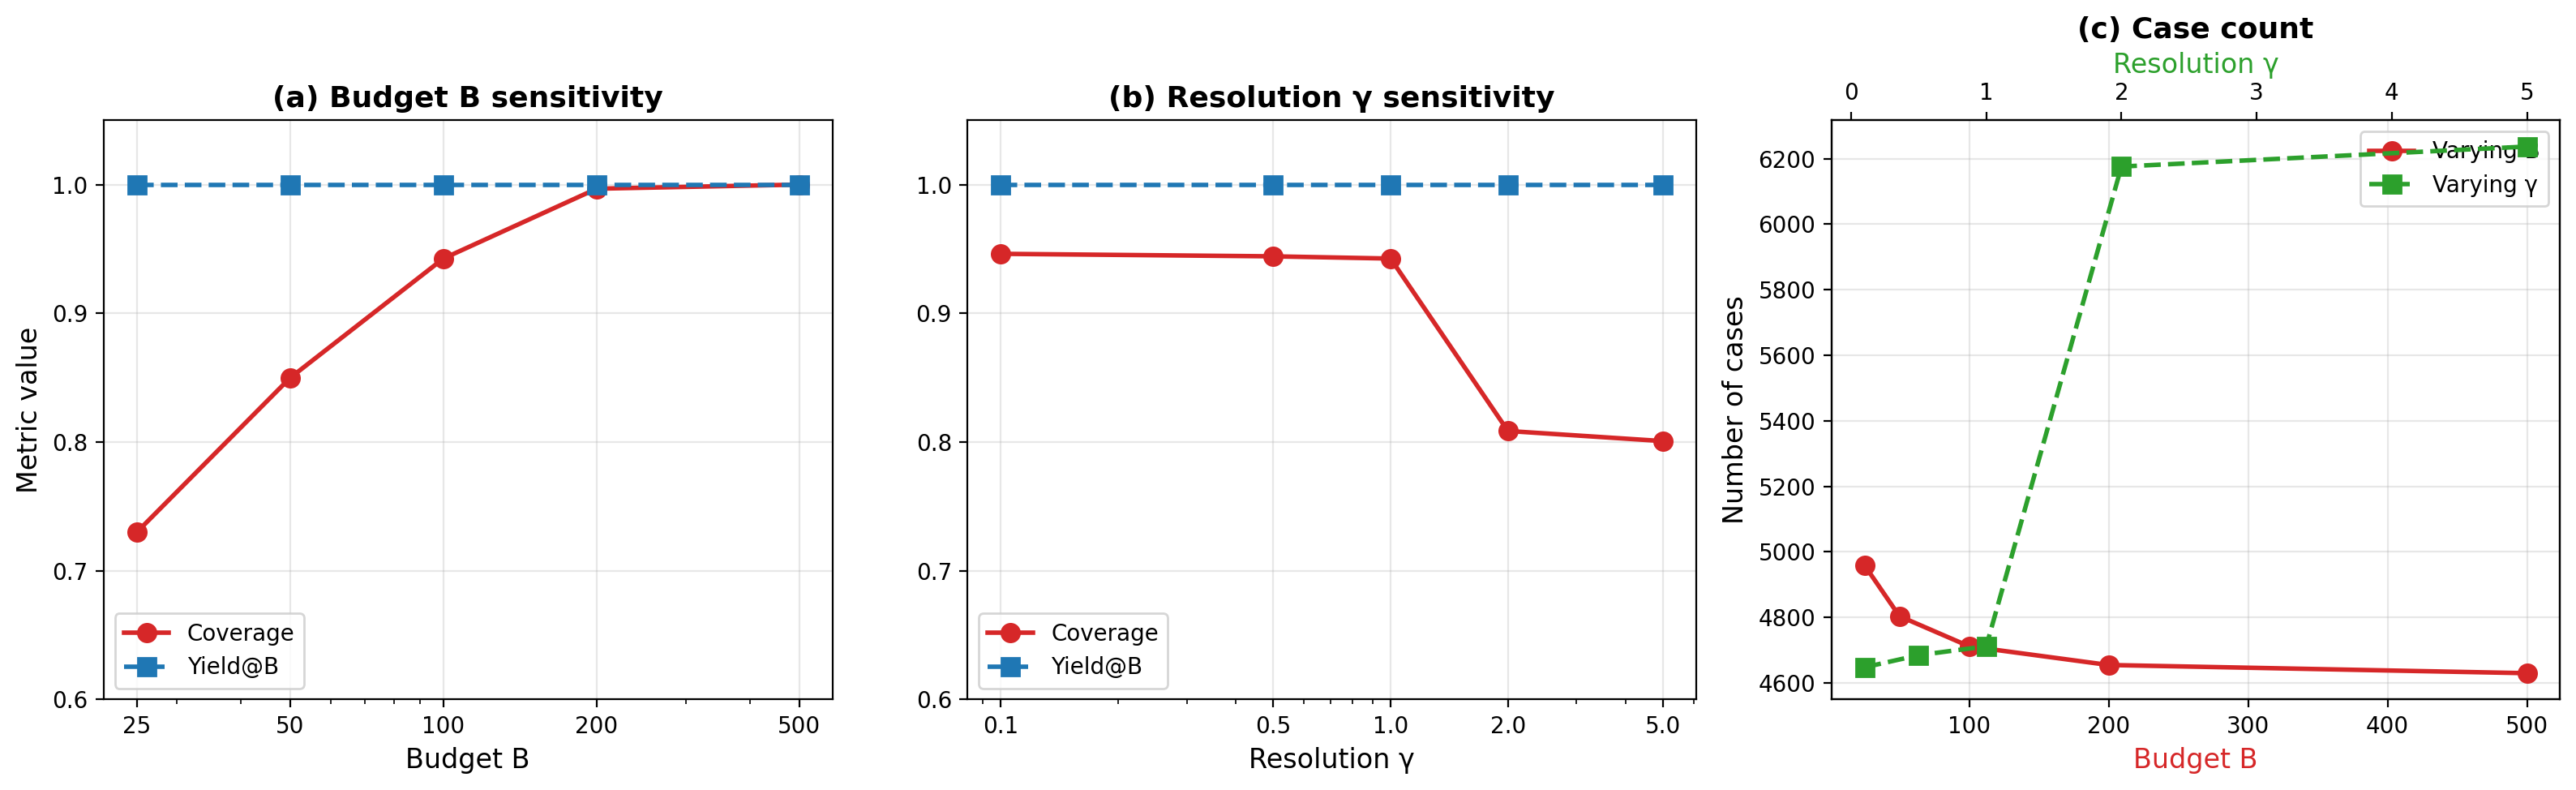 (a) Budget B sensitivity
Metric value
1.0
0.9
0.8
0.7
0.6
Coverage
Yield@B
25 50 100 200 500
Budget B
(b) Resolution γ sensitivity
1.0
0.9
0.8
0.7
0.6
Coverage
Yield@B
0.1 0.5 1.0 2.0 5.0
Resolution γ
(c) Case count
Resolution γ
0 1 2 3 4 5
Number of cases
6200
6000
5800
5600
5400
5200
5000
4800
4600
Varying B
Varying γ
100 200 300 400 500
Budget B